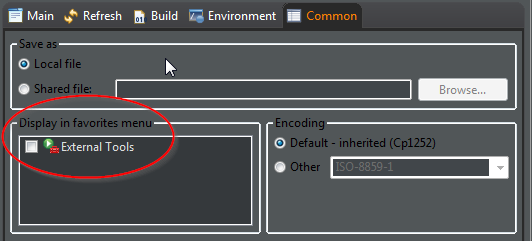 Main Refresh Build Environment Common
Save as
Local file
Shared file: Browse...
Display in favorites menu Encoding
External Tools Default - inherited (Cp1252)
Other ISO-8859-1